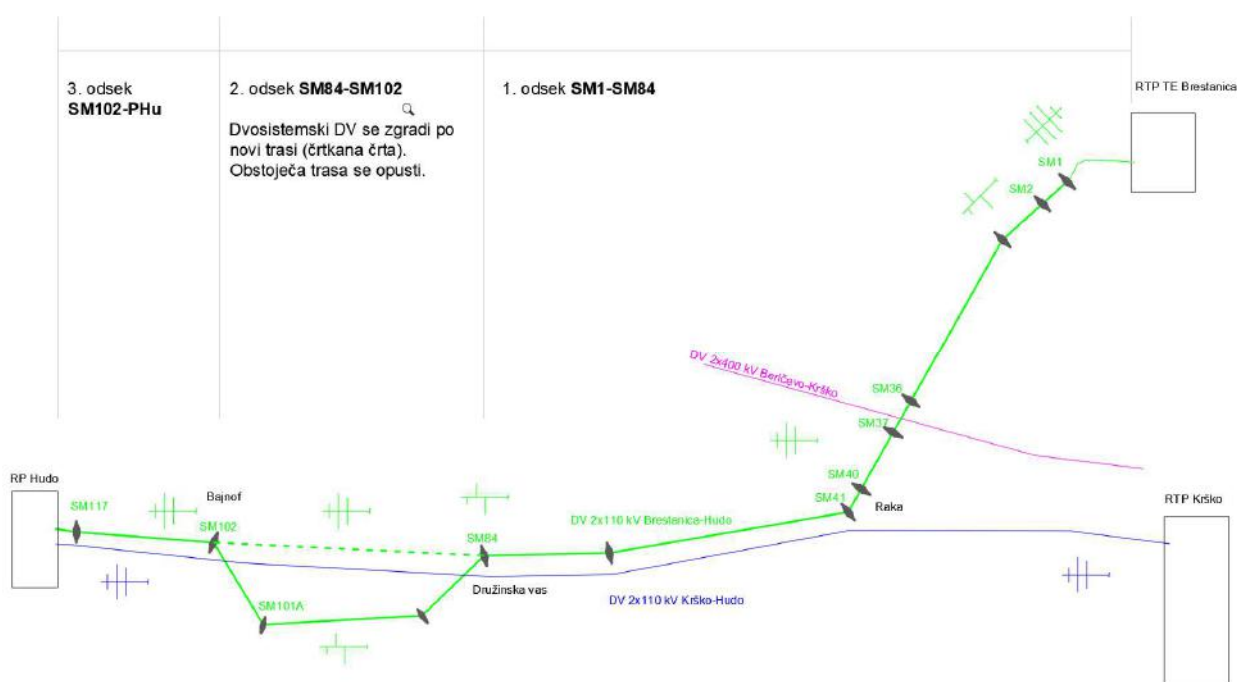 3. odsek
SM102-PHu
2. odsek SM84-SM102
Dvosistemski DV se zgradi po
novi trasi (črtkana črta).
Obstoječa trasa se opusti.
1. odsek SM1-SM84
RTP TE Brestanica
SM1
SM2
DV 2x400 kV Beričevo-Krško
SM36
SM37
SM40
SM41
Raka
RTP Krško
RP Hudo
SM117
Bajnof
SM102
SM84
DV 2x110 kV Brestanica-Hudo
Družinska vas
SM101A
DV 2x110 kV Krško-Hudo